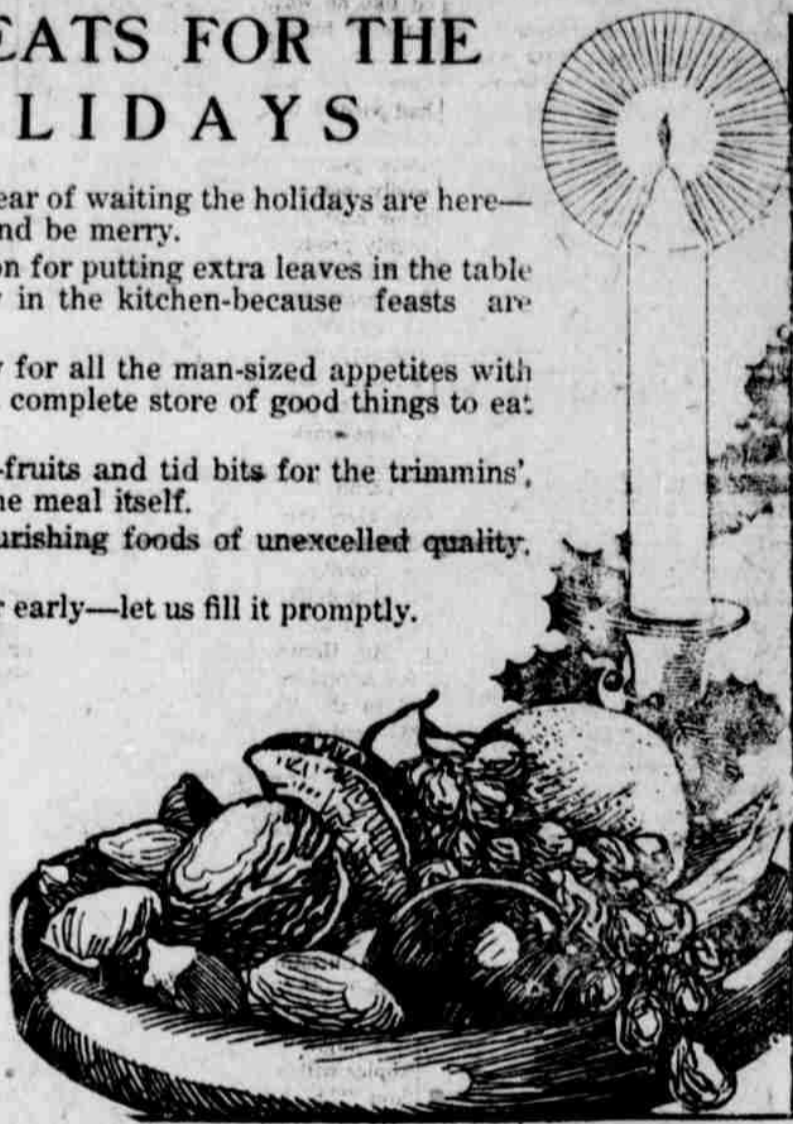 EATS FOR THE
LIDAYS
ear of waiting the holidays are here—
nd be merry.
on for putting extra leaves in the table
in the kitchen-because feasts are
for all the man-sized appetites with
complete store of good things to eat
-fruits and tid bits for the trimmins',
he meal itself.
urishing foods of unexcelled quality.
early—let us fill it promptly.